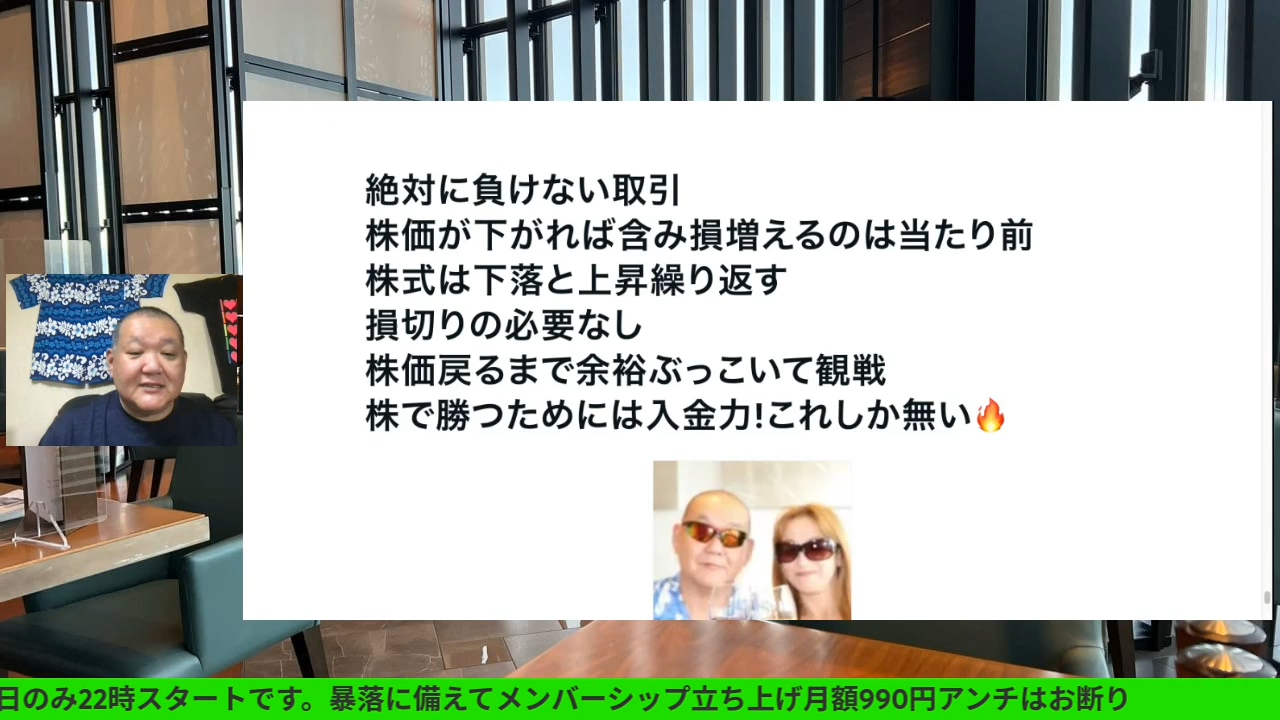 絶対に負けない取引
株価が下がれば含み損増えるのは当たり前
株式は下落と上昇繰り返す
損切りの必要なし
株価戻るまで余裕ぶっこいて観戦
株で勝つためには入金力!これしか無い🔥
日のみ22時スタートです。暴落に備えてメンバーシップ立ち上げ月額990円アンチはお断り